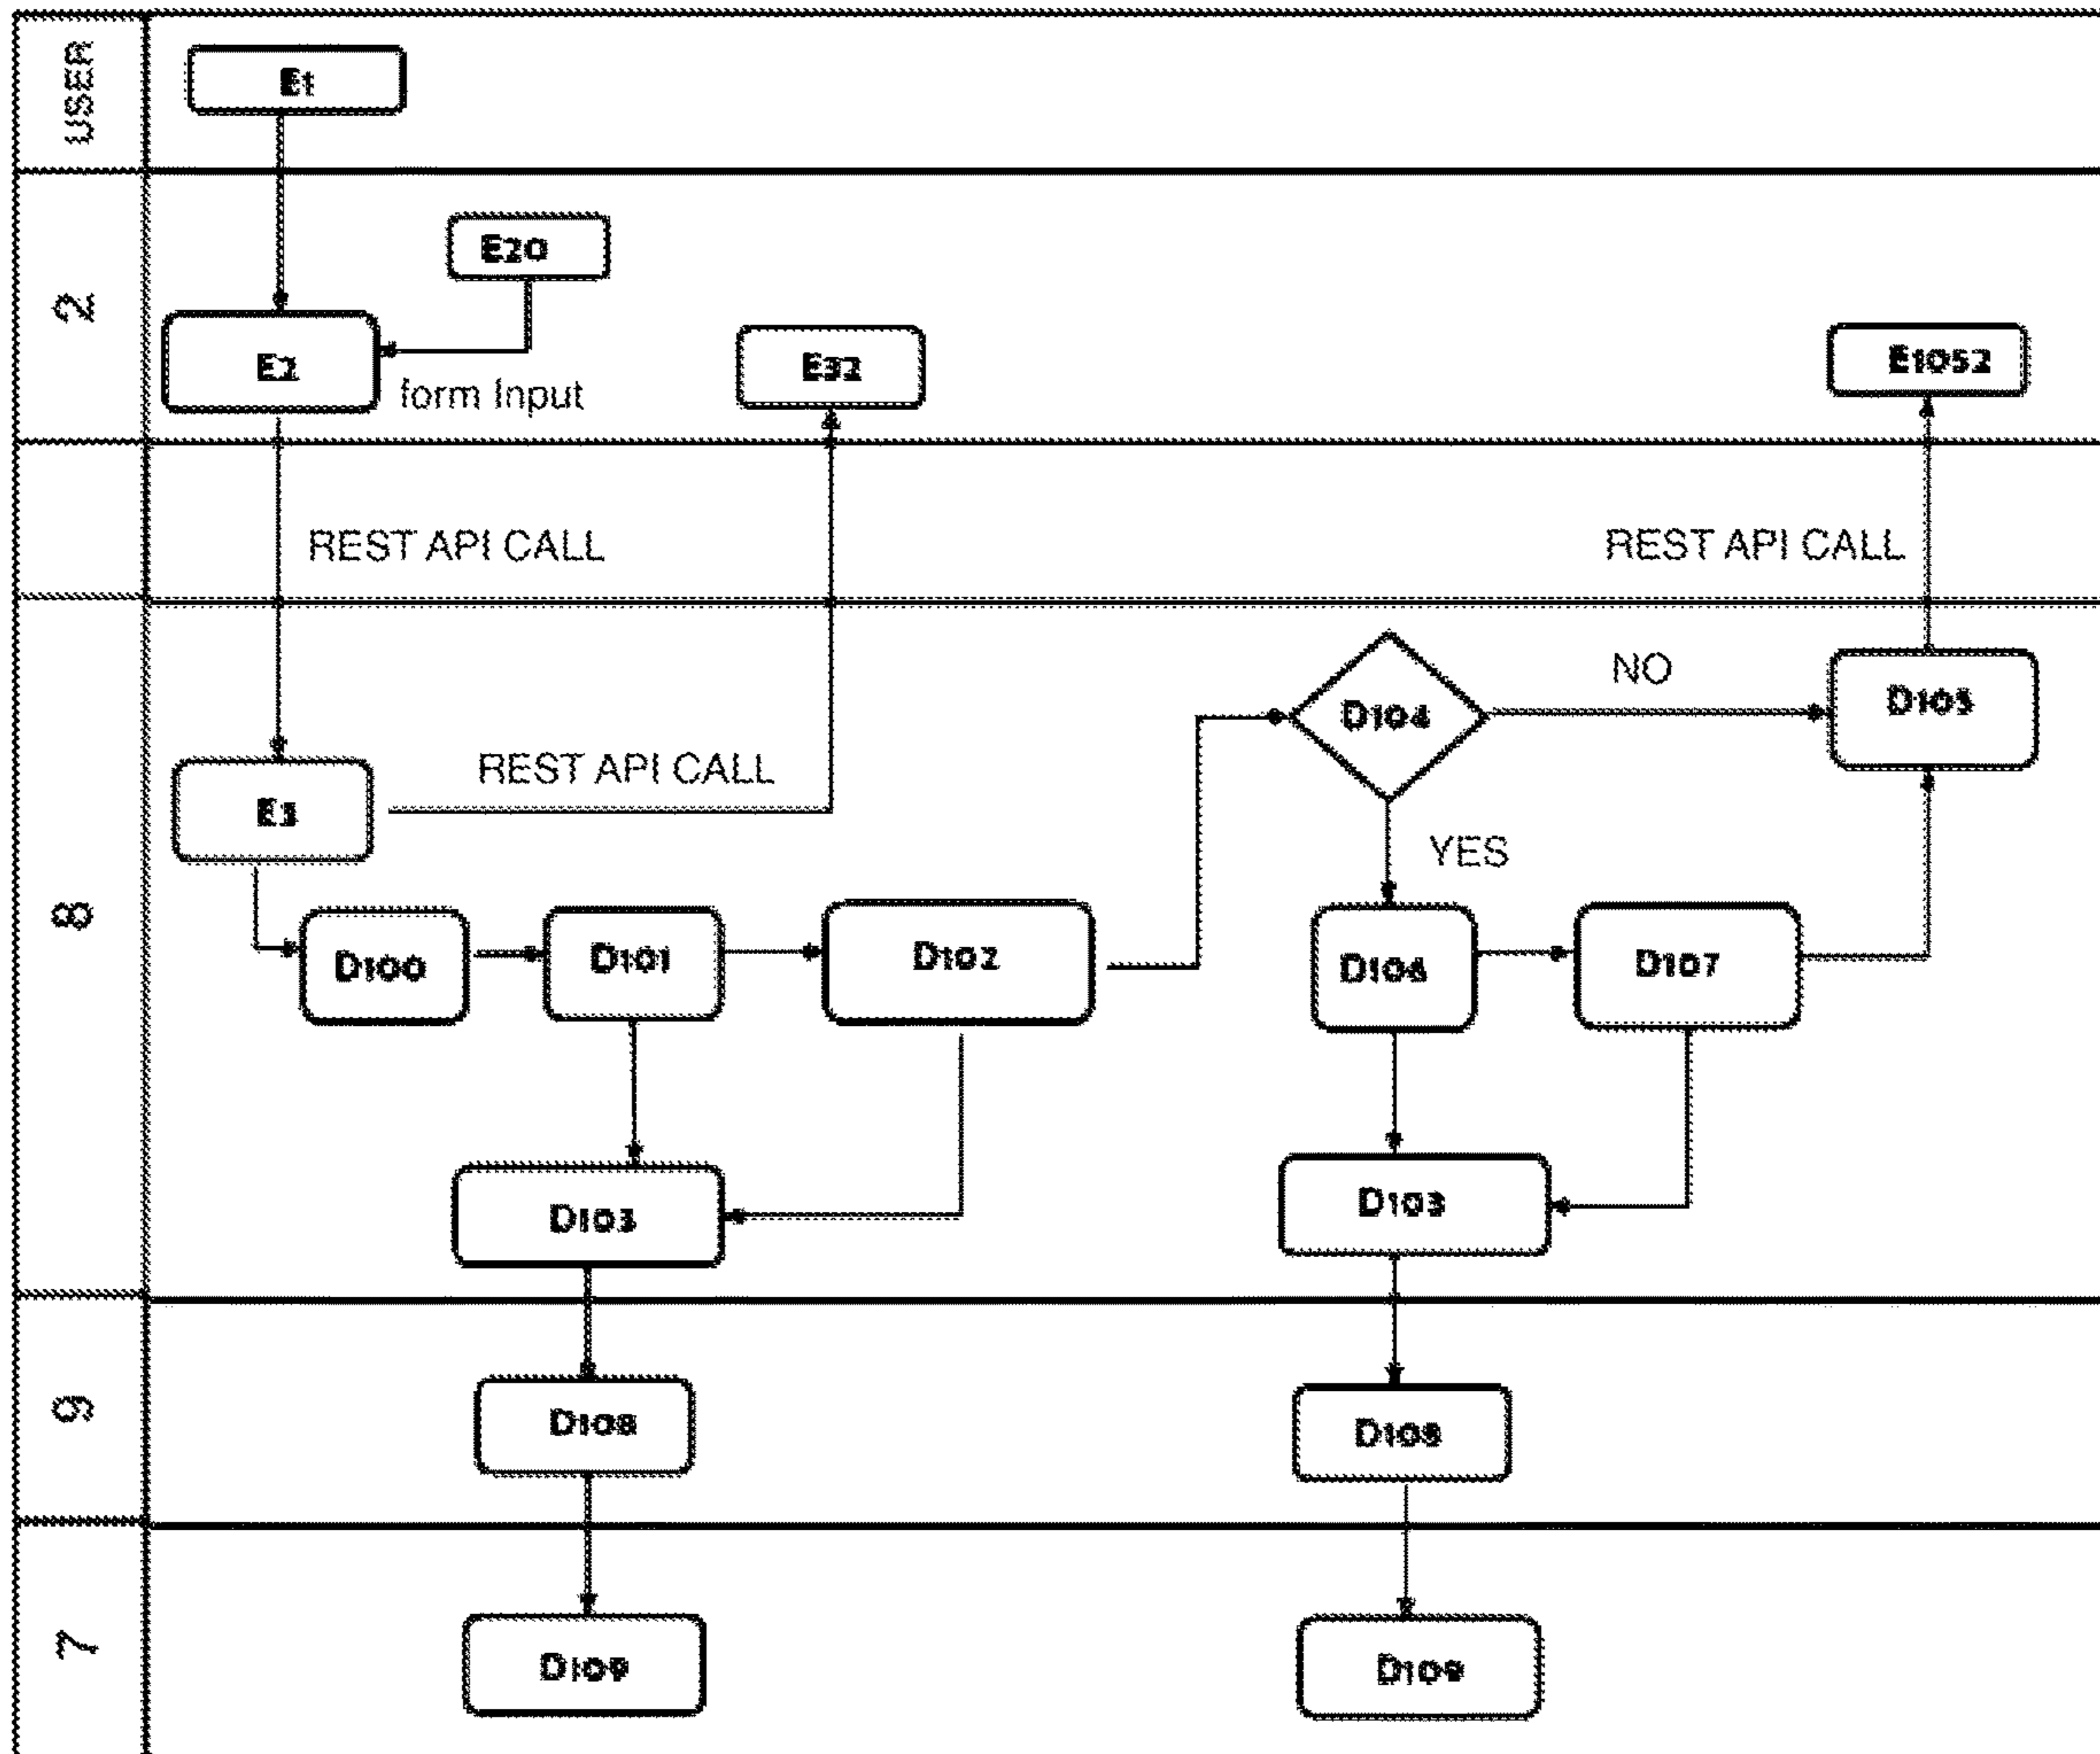 USER
E1
2
E20
E2
form Input
E32
E1052
REST API CALL
REST API CALL
8
D104
NO
D105
REST API CALL
E3
YES
D100
D101
D102
D106
D107
D103
D103
9
D108
D108
7
D109
D109